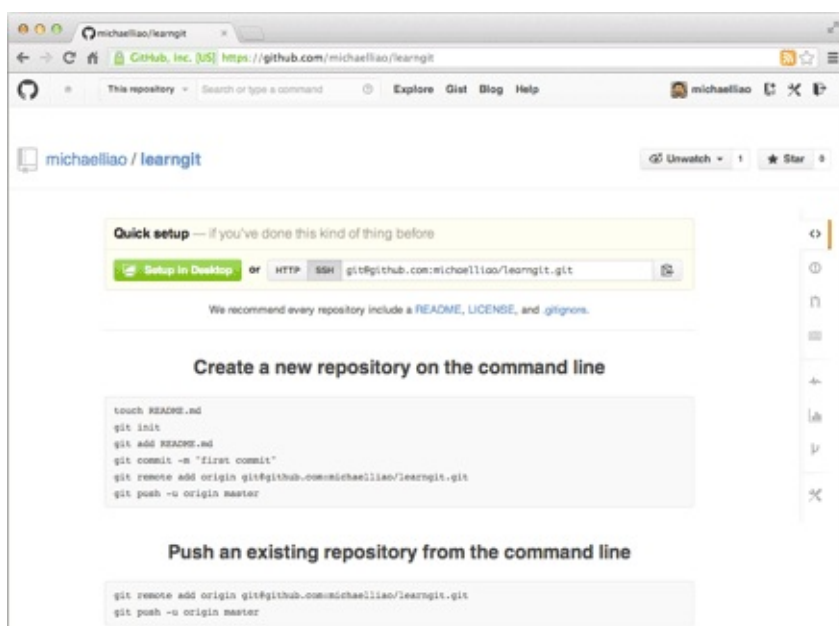 michaelliao/learngit
GitHub, Inc. [US] https://github.com/michaelliao/learngit
This repository Search or type a command Explore Gist Blog Help michaelliao
michaelliao / learngit Unwatch 1 Star 0
Quick setup — if you've done this kind of thing before
Setup in Desktop or HTTP SSH git@github.com:michaelliao/learngit.git
We recommend every repository include a README, LICENSE, and .gitignore.
Create a new repository on the command line
touch README.md
git init
git add README.md
git commit -m "first commit"
git remote add origin git@github.com:michaelliao/learngit.git
git push -u origin master
Push an existing repository from the command line
git remote add origin git@github.com:michaelliao/learngit.git
git push -u origin master